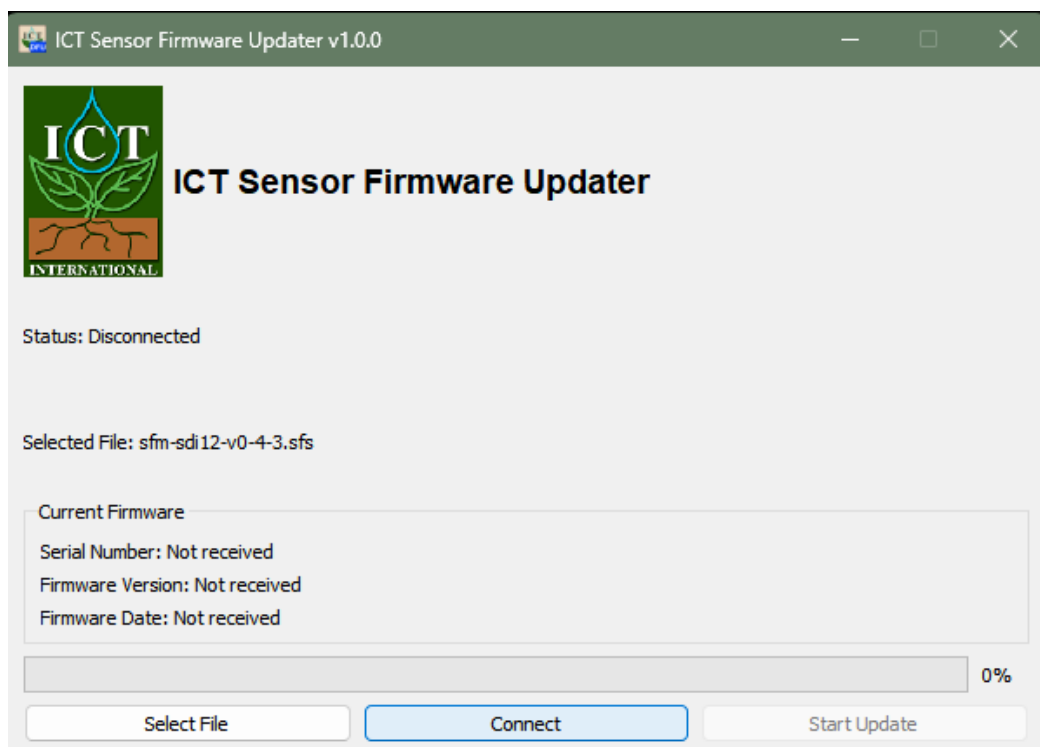 ICT Sensor Firmware Updater v1.0.0
ICT
INTERNATIONAL
ICT Sensor Firmware Updater
Status: Disconnected
Selected File: sfm-sdi12-v0-4-3.sfs
Current Firmware
Serial Number: Not received
Firmware Version: Not received
Firmware Date: Not received
0%
Select File
Connect
Start Update